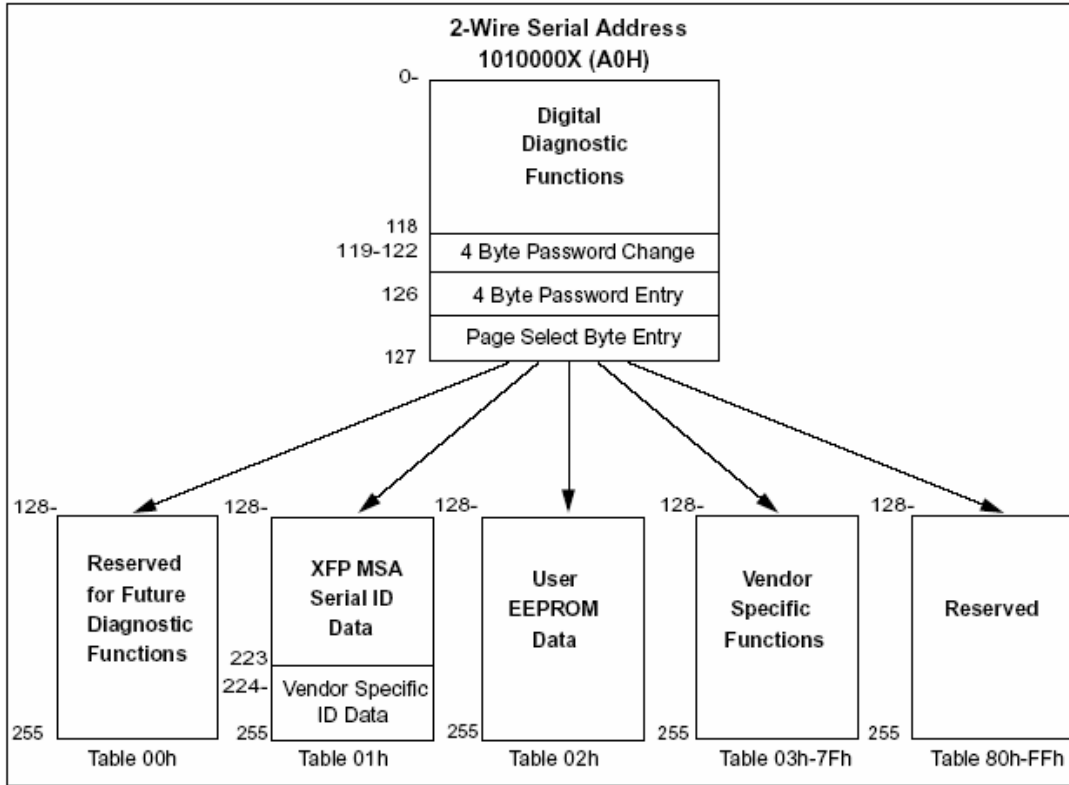 2-Wire Serial Address
1010000X (A0H)
0-
Digital
Diagnostic
Functions
118
119-122
4 Byte Password Change
126
4 Byte Password Entry
Page Select Byte Entry
127
128-
Reserved
for Future
Diagnostic
Functions
255
Table 00h
128-
XFP MSA
Serial ID
Data
223
224-
Vendor Specific
ID Data
255
Table 01h
128-
User
EEPROM
Data
255
Table 02h
128-
Vendor
Specific
Functions
255
Table 03h-7Fh
128-
Reserved
255
Table 80h-FFh